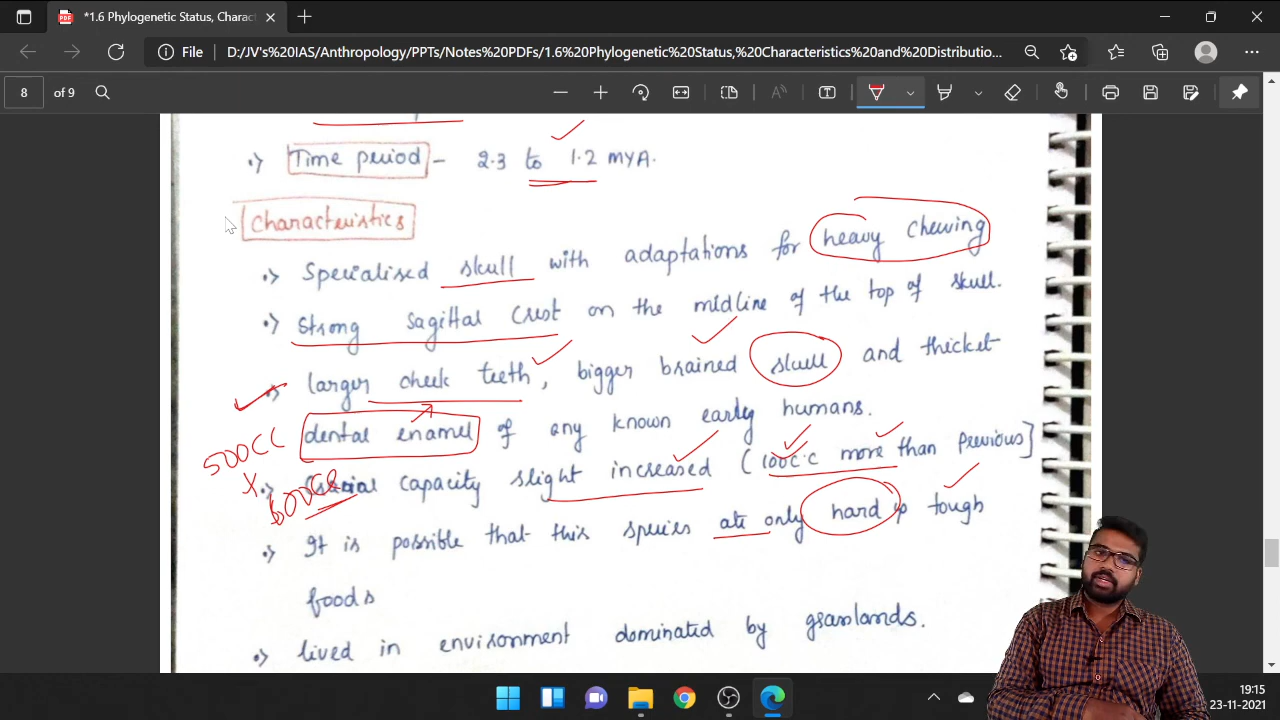 *1.6 Phylogenetic Status, Charac
File D:/JV's%20IAS/Anthropology/PPTs/Notes%20PDFs/1.6%20Phylogenetic%20Status,%20Characteristics%20and%20Distributio...
8 of 9
•> Time period - 2.3 to 1.2 MYA.
Characteristics
•> Specialised skull with adaptations for heavy chewing
•> Strong sagittal crest on the midline of the top of skull.
•> larger cheek teeth, bigger brained skull and thicket
dental enamel of any known early humans.
500CC
•> capacity slight increased (100C.C more than previous]
600CC
•> It is possible that this species ate only hard & tough
foods
•> lived in environment dominated by grasslands.
19:15
23-11-2021